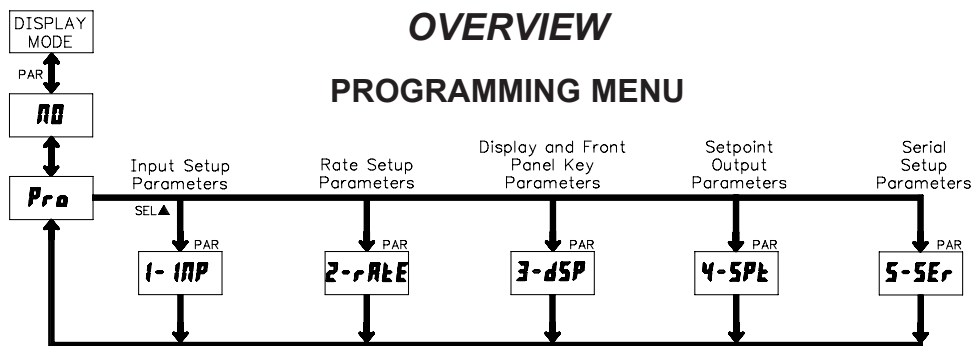 OVERVIEW
PROGRAMMING MENU
DISPLAY
MODE
PAR
NO
Pro
SEL▲
Input Setup
Parameters
PAR
1-INP
Rate Setup
Parameters
PAR
2-rAtE
Display and Front
Panel Key
Parameters
PAR
3-dSP
Setpoint
Output
Parameters
PAR
4-SPt
Serial
Setup
Parameters
PAR
5-SEr